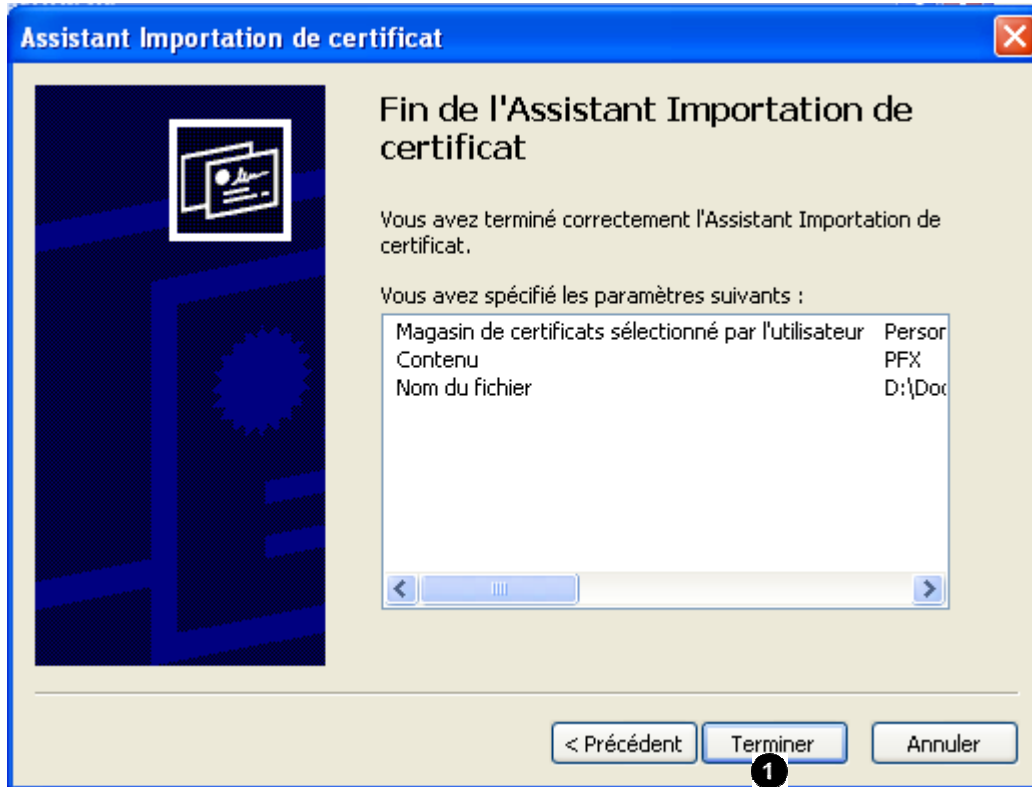 Assistant Importation de certificat
Fin de l'Assistant Importation de
certificat
Vous avez terminé correctement l'Assistant Importation de
certificat.
Vous avez spécifié les paramètres suivants :
Magasin de certificats sélectionné par l'utilisateur Person
Contenu PFX
Nom du fichier D:\Doc
< Précédent Terminer Annuler
1